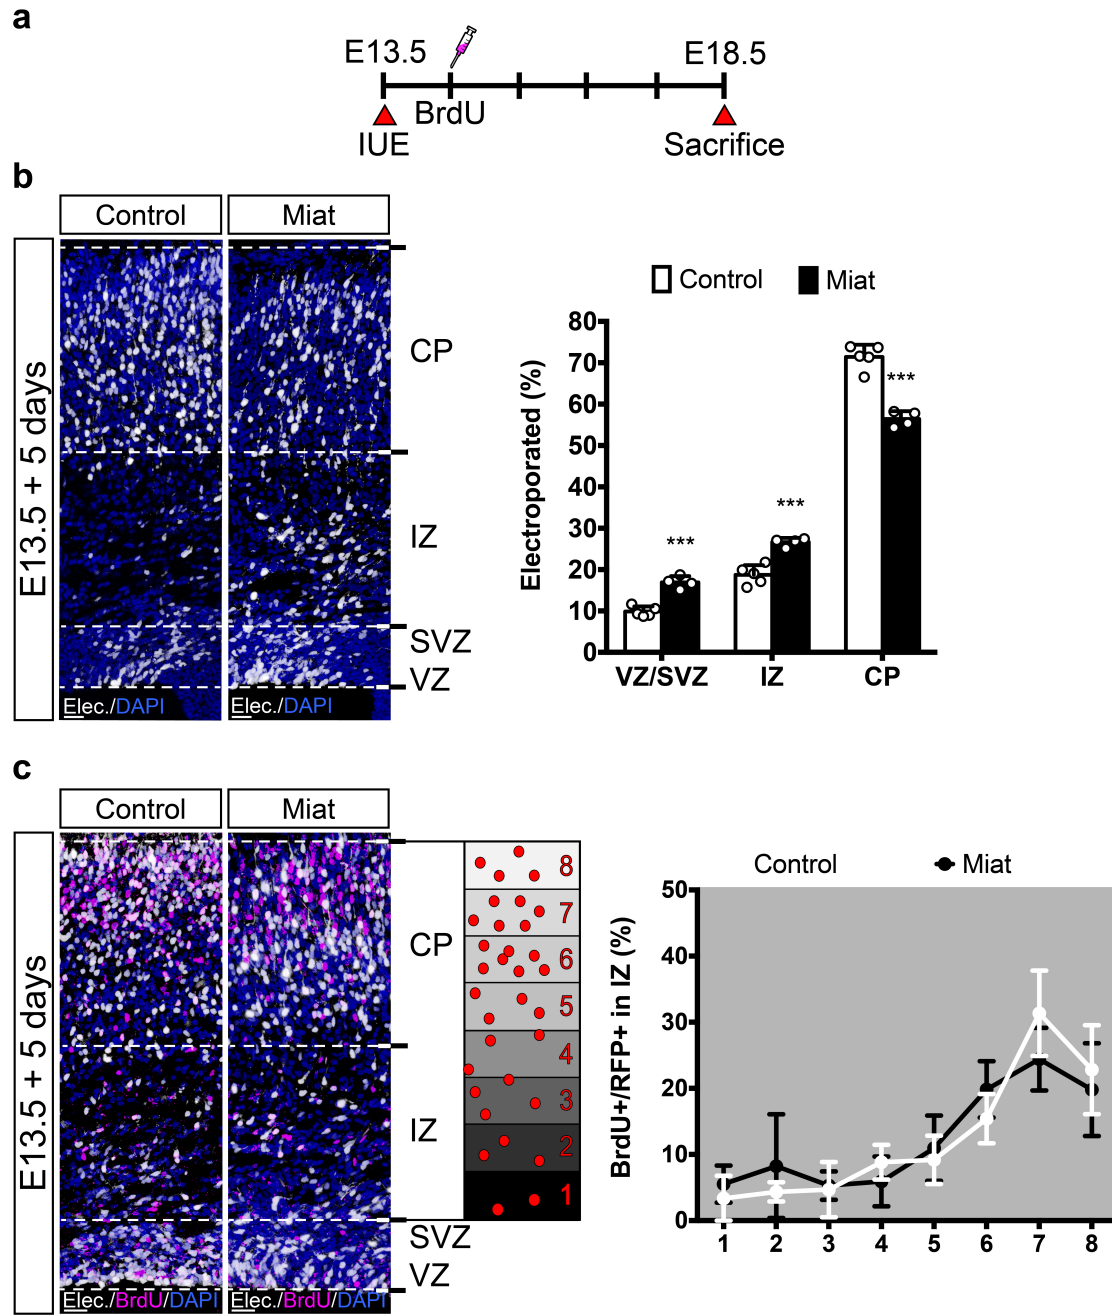 a
E13.5
E18.5
BrdU
IUE
Sacrifice
b
Control
Miat
E13.5 + 5 days
CP
IZ
SVZ
VZ
Elec./DAPI
Elec./DAPI
Control
Miat
Electroporated (%)
80
70
60
50
40
30
20
10
0
***
***
***
VZ/SVZ
IZ
CP
c
Control
Miat
E13.5 + 5 days
CP
IZ
SVZ
VZ
Elec./BrdU/DAPI
Elec./BrdU/DAPI
8
7
6
5
4
3
2
1
Control
Miat
BrdU+/RFP+ in IZ (%)
50
40
30
20
10
0
1 2 3 4 5 6 7 8